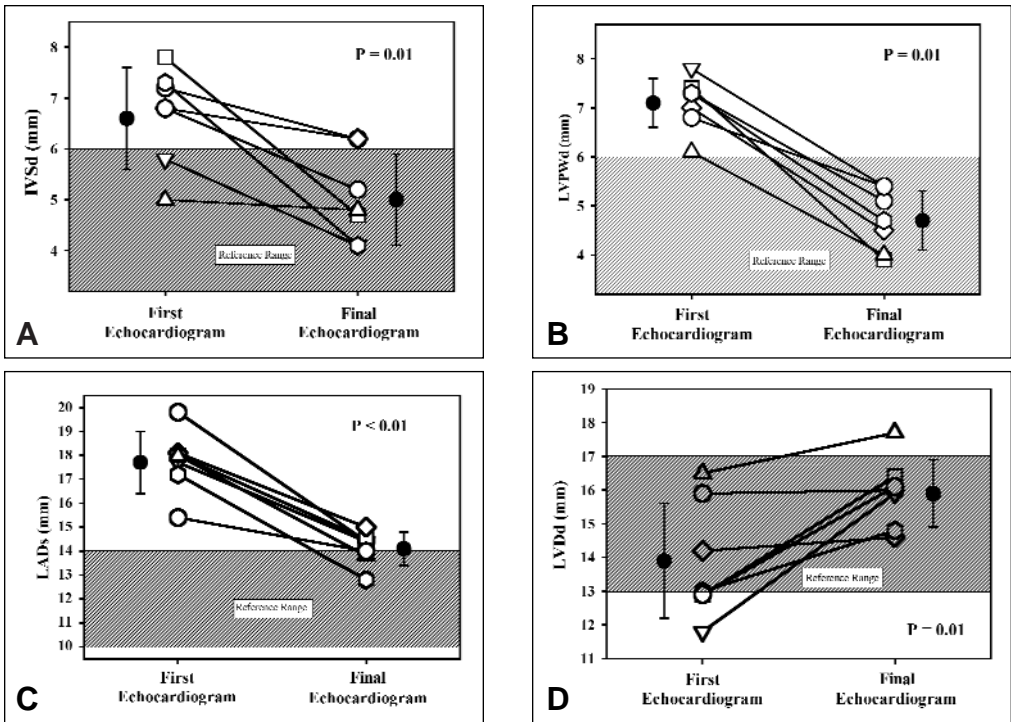 8
7
6
5
4
IVSd (mm)
P = 0.01
Reference Range
First
Echocardiogram
Final
Echocardiogram
A
8
7
6
5
4
LVPWd (mm)
P = 0.01
Reference Range
First
Echocardiogram
Final
Echocardiogram
B
20
19
18
17
16
15
14
13
12
11
10
LADs (mm)
P < 0.01
Reference Range
First
Echocardiogram
Final
Echocardiogram
C
19
18
17
16
15
14
13
12
11
LVDd (mm)
Reference Range
P = 0.01
First
Echocardiogram
Final
Echocardiogram
D